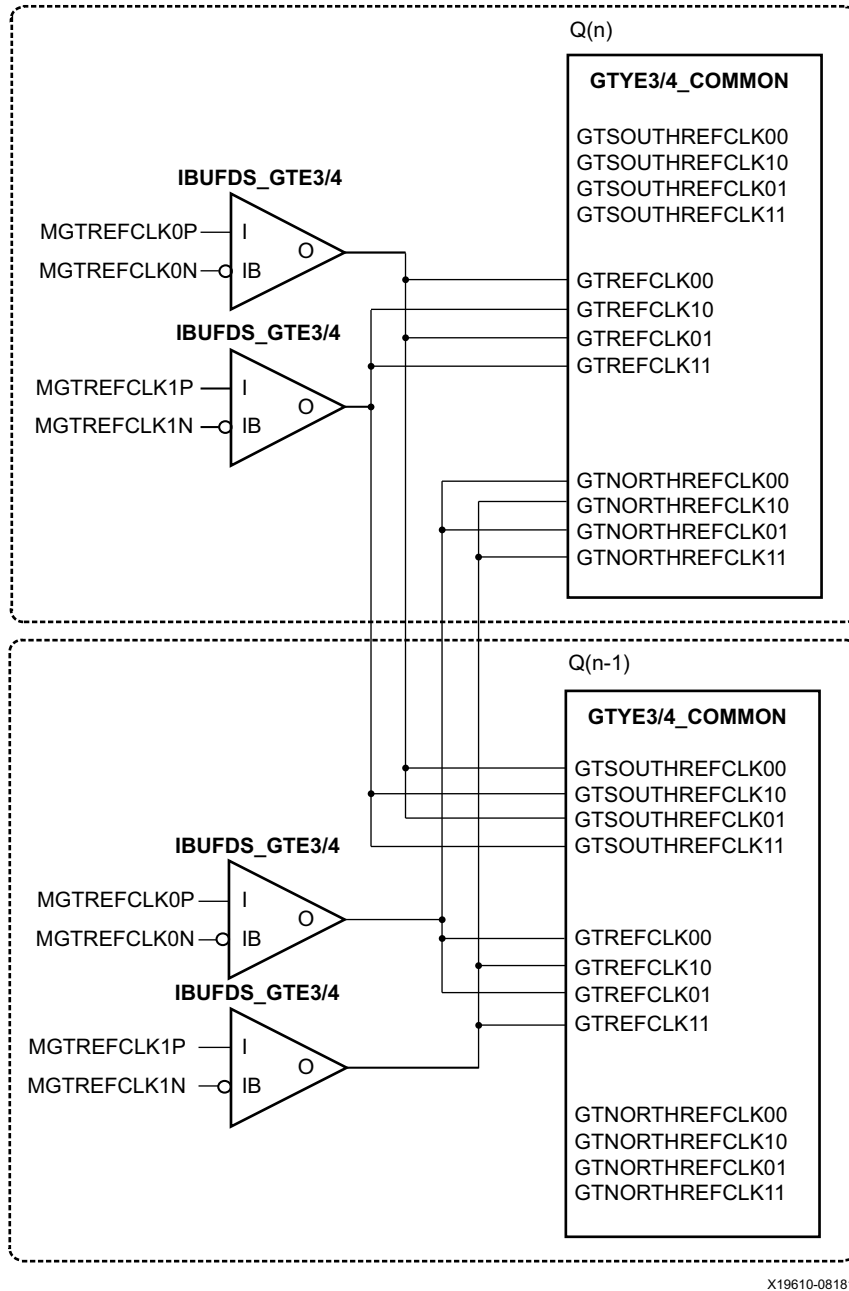 Q(n)
GTYE3/4_COMMON
GTSOUTHREFCLK00
GTSOUTHREFCLK10
GTSOUTHREFCLK01
GTSOUTHREFCLK11
IBUFDS_GTE3/4
MGTREFCLK0P
I
O
MGTREFCLK0N
IB
GTREFCLK00
GTREFCLK10
GTREFCLK01
GTREFCLK11
IBUFDS_GTE3/4
MGTREFCLK1P
I
O
MGTREFCLK1N
IB
GTNORTHREFCLK00
GTNORTHREFCLK10
GTNORTHREFCLK01
GTNORTHREFCLK11
Q(n-1)
GTYE3/4_COMMON
GTSOUTHREFCLK00
GTSOUTHREFCLK10
GTSOUTHREFCLK01
GTSOUTHREFCLK11
IBUFDS_GTE3/4
MGTREFCLK0P
I
O
MGTREFCLK0N
IB
GTREFCLK00
GTREFCLK10
GTREFCLK01
GTREFCLK11
IBUFDS_GTE3/4
MGTREFCLK1P
I
O
MGTREFCLK1N
IB
GTNORTHREFCLK00
GTNORTHREFCLK10
GTNORTHREFCLK01
GTNORTHREFCLK11